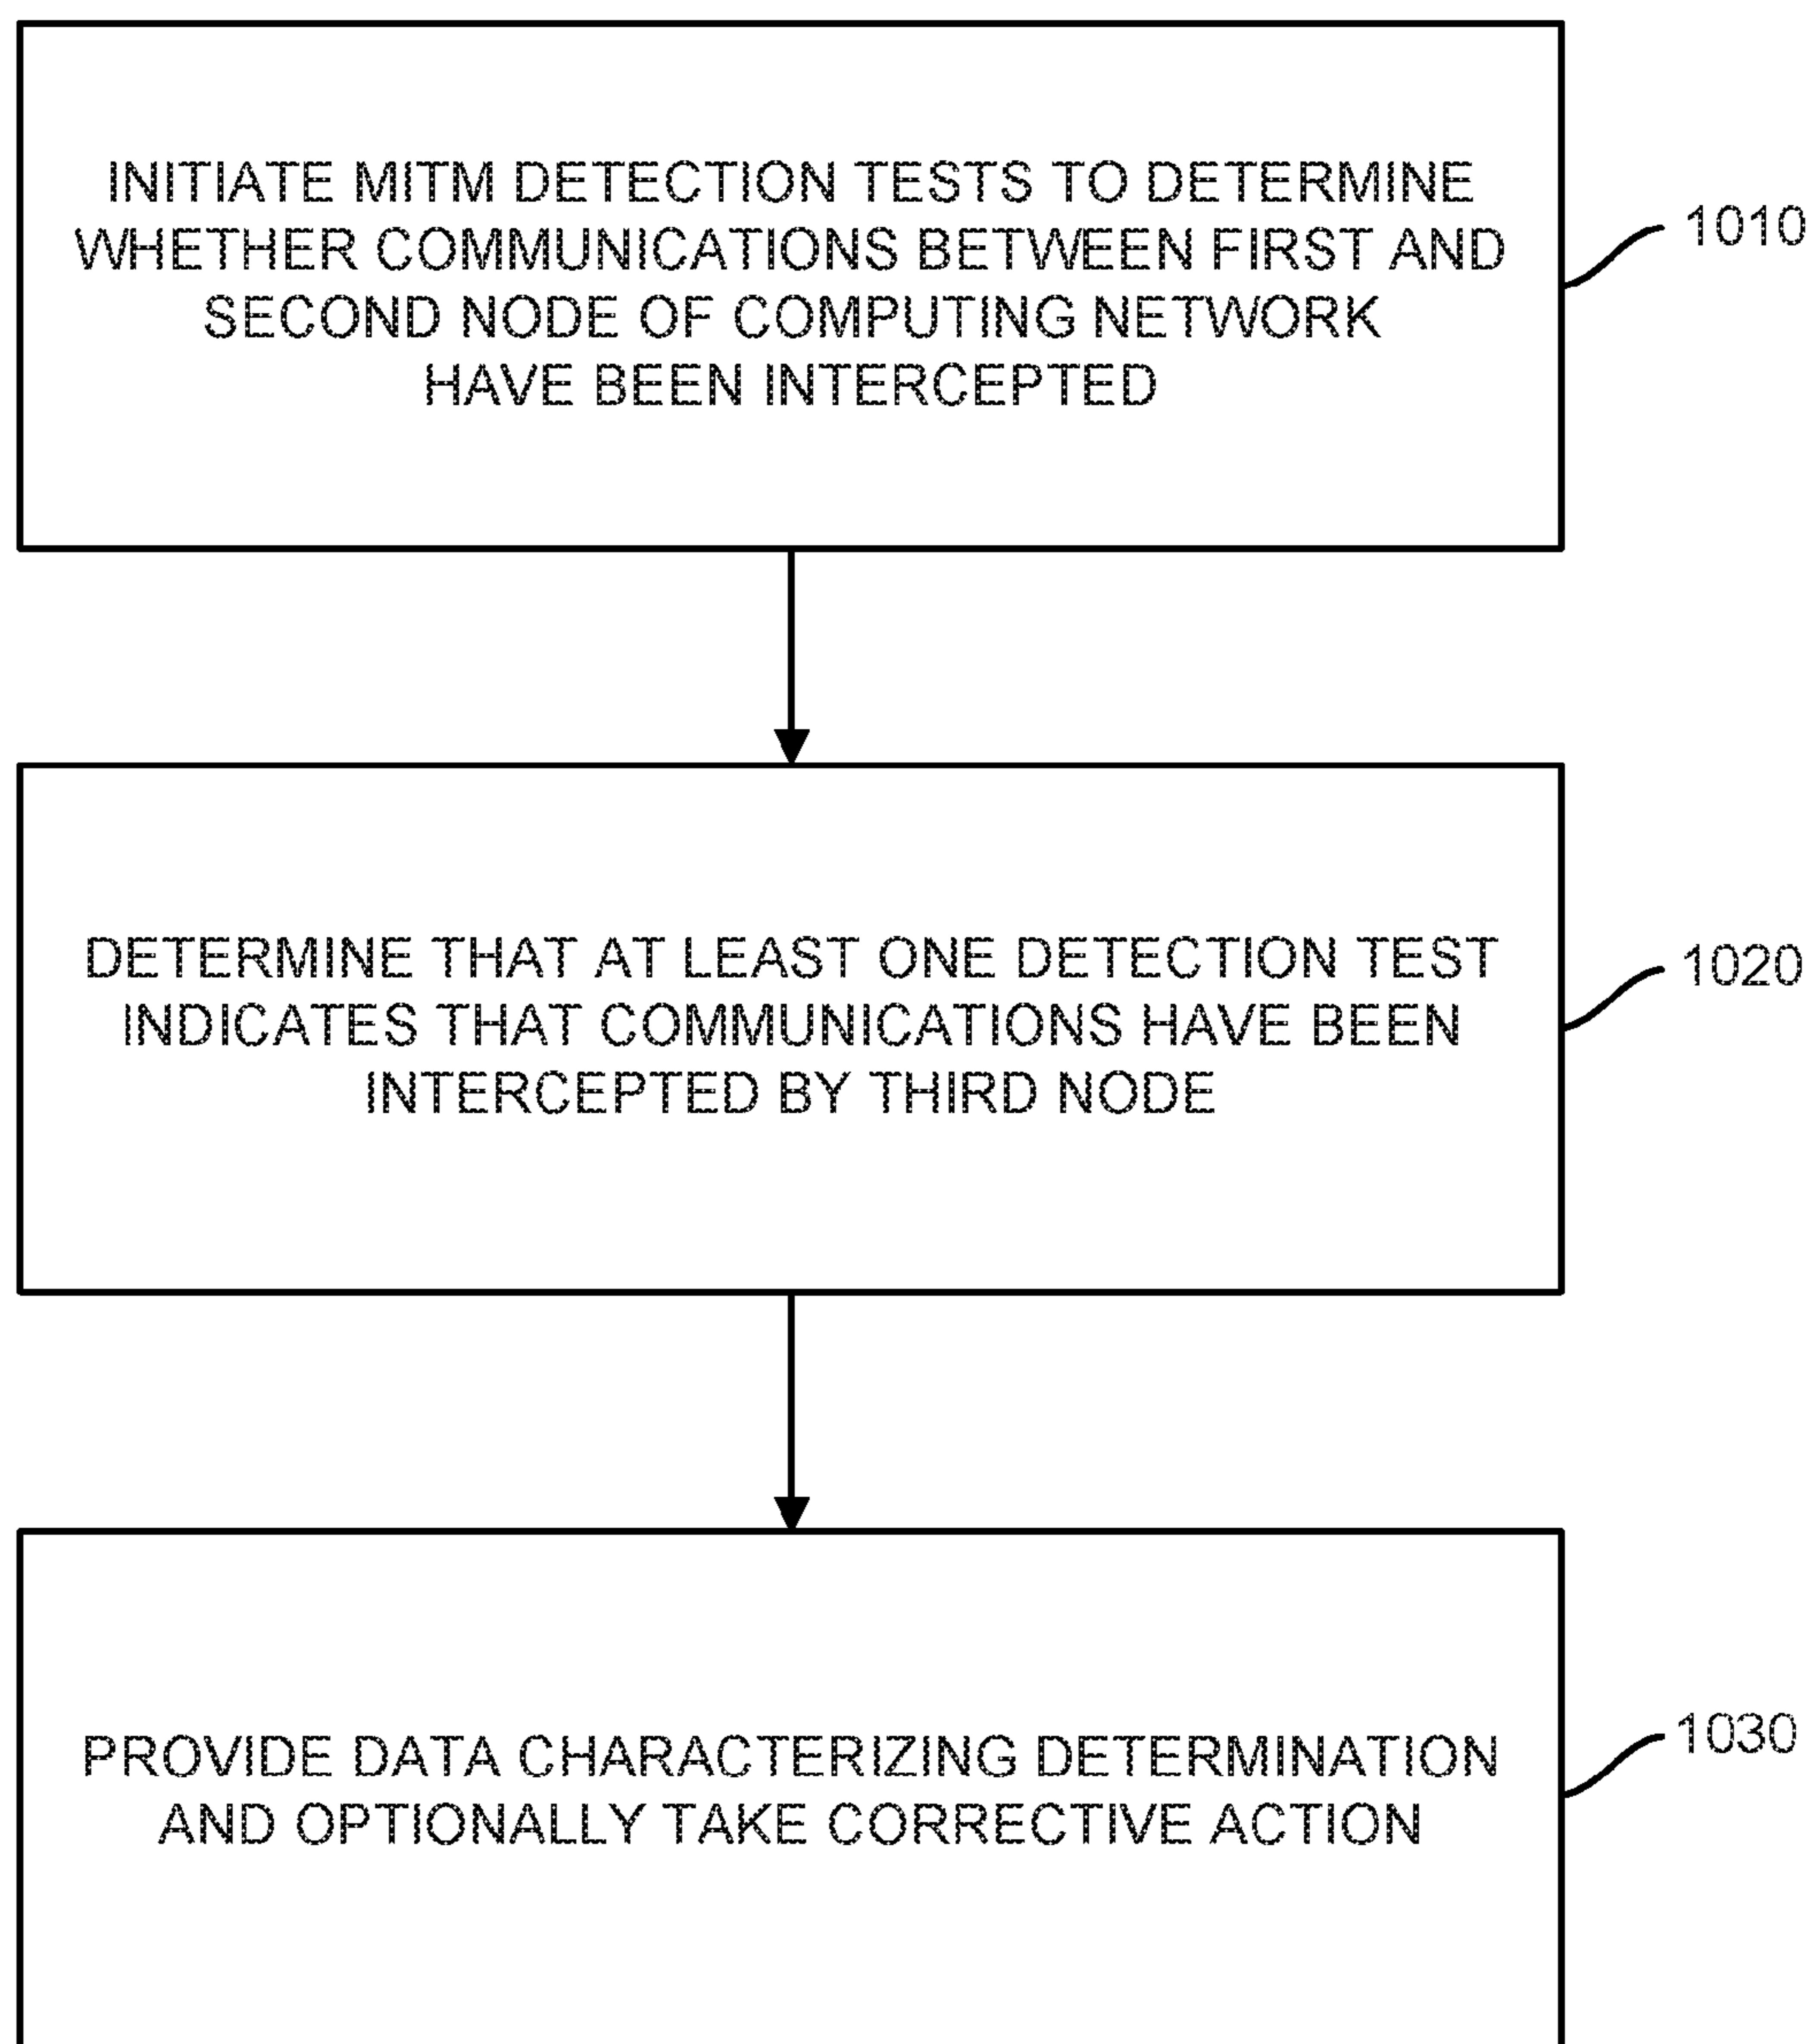 INITIATE MITM DETECTION TESTS TO DETERMINE
WHETHER COMMUNICATIONS BETWEEN FIRST AND
SECOND NODE OF COMPUTING NETWORK
HAVE BEEN INTERCEPTED
1010
DETERMINE THAT AT LEAST ONE DETECTION TEST
INDICATES THAT COMMUNICATIONS HAVE BEEN
INTERCEPTED BY THIRD NODE
1020
PROVIDE DATA CHARACTERIZING DETERMINATION
AND OPTIONALLY TAKE CORRECTIVE ACTION
1030